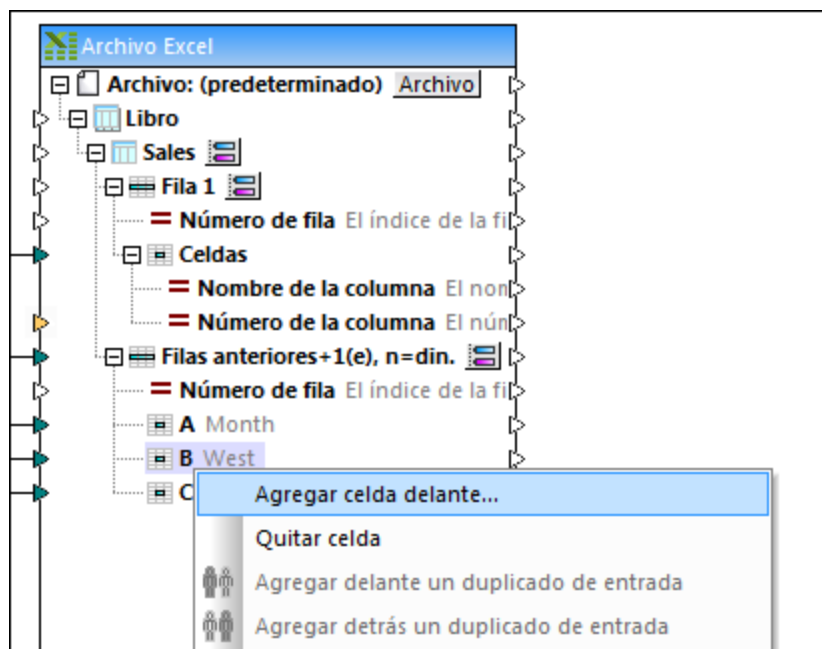 Archivo Excel
Archivo: (predeterminado) Archivo
Libro
Sales
Fila 1
Número de fila El índice de la fi
Celdas
Nombre de la columna El non
Número de la columna El nún
Filas anteriores+1(e), n=din.
Número de fila El índice de la fi
A Month
B West
C
Agregar celda delante...
Quitar celda
Agregar delante un duplicado de entrada
Agregar detrás un duplicado de entrada